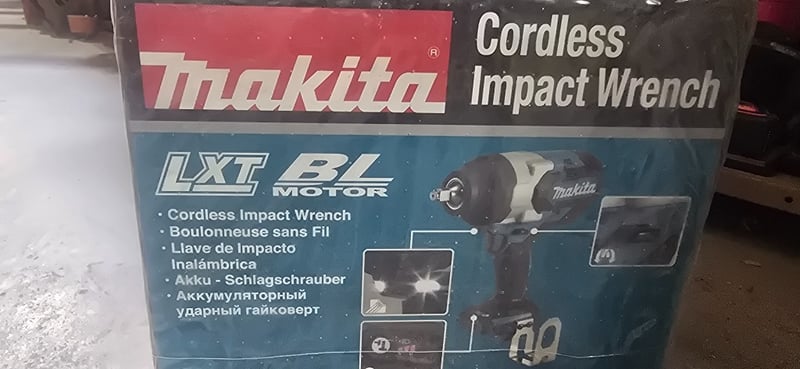 makita®
Cordless
Impact Wrench
LXT BL
MOTOR
· Cordless Impact Wrench
· Boulonneuse sans Fil
· Llave de Impacto
Inalámbrica
· Akku - Schlagschrauber
· Аккумуляторный
ударный гайковерт
makita